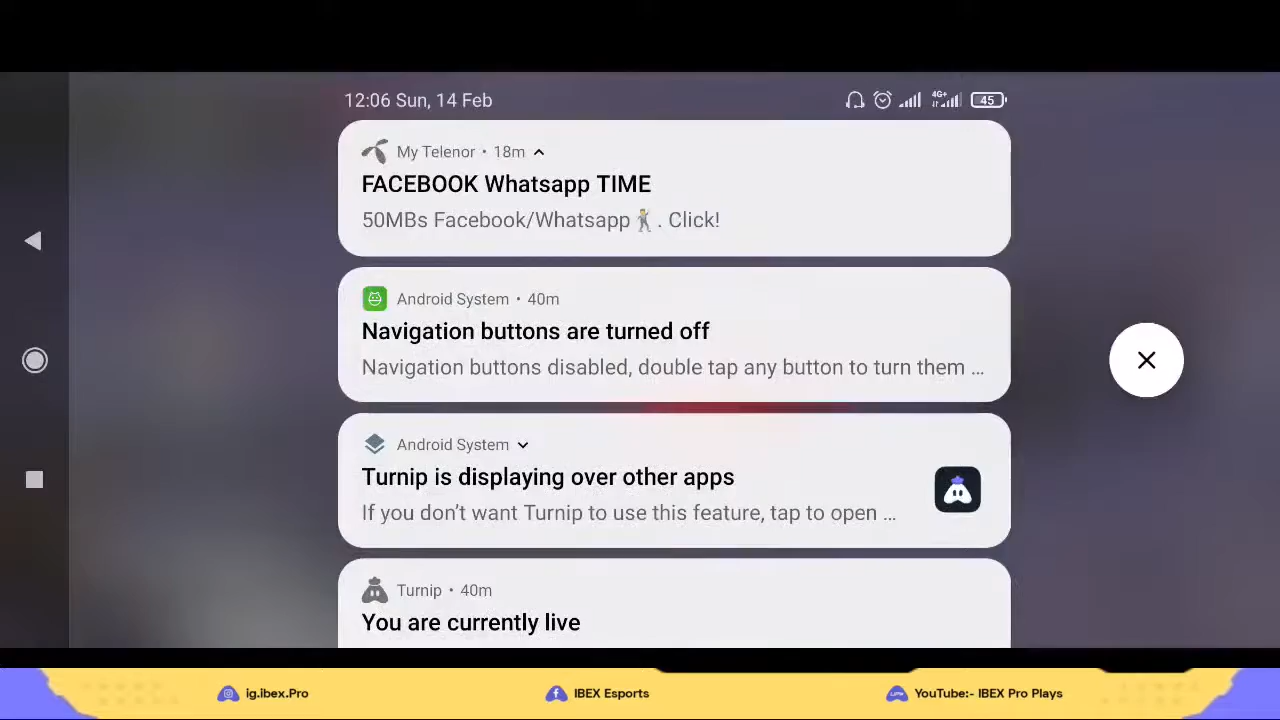 12:06 Sun, 14 Feb 4G+ 45
My Telenor • 18m
FACEBOOK Whatsapp TIME
50MBs Facebook/Whatsapp🕺. Click!
Android System • 40m
Navigation buttons are turned off
Navigation buttons disabled, double tap any button to turn them …
Android System
Turnip is displaying over other apps
If you don’t want Turnip to use this feature, tap to open …
Turnip • 40m
You are currently live
ig.ibex.Pro IBEX Esports YouTube:- IBEX Pro Plays